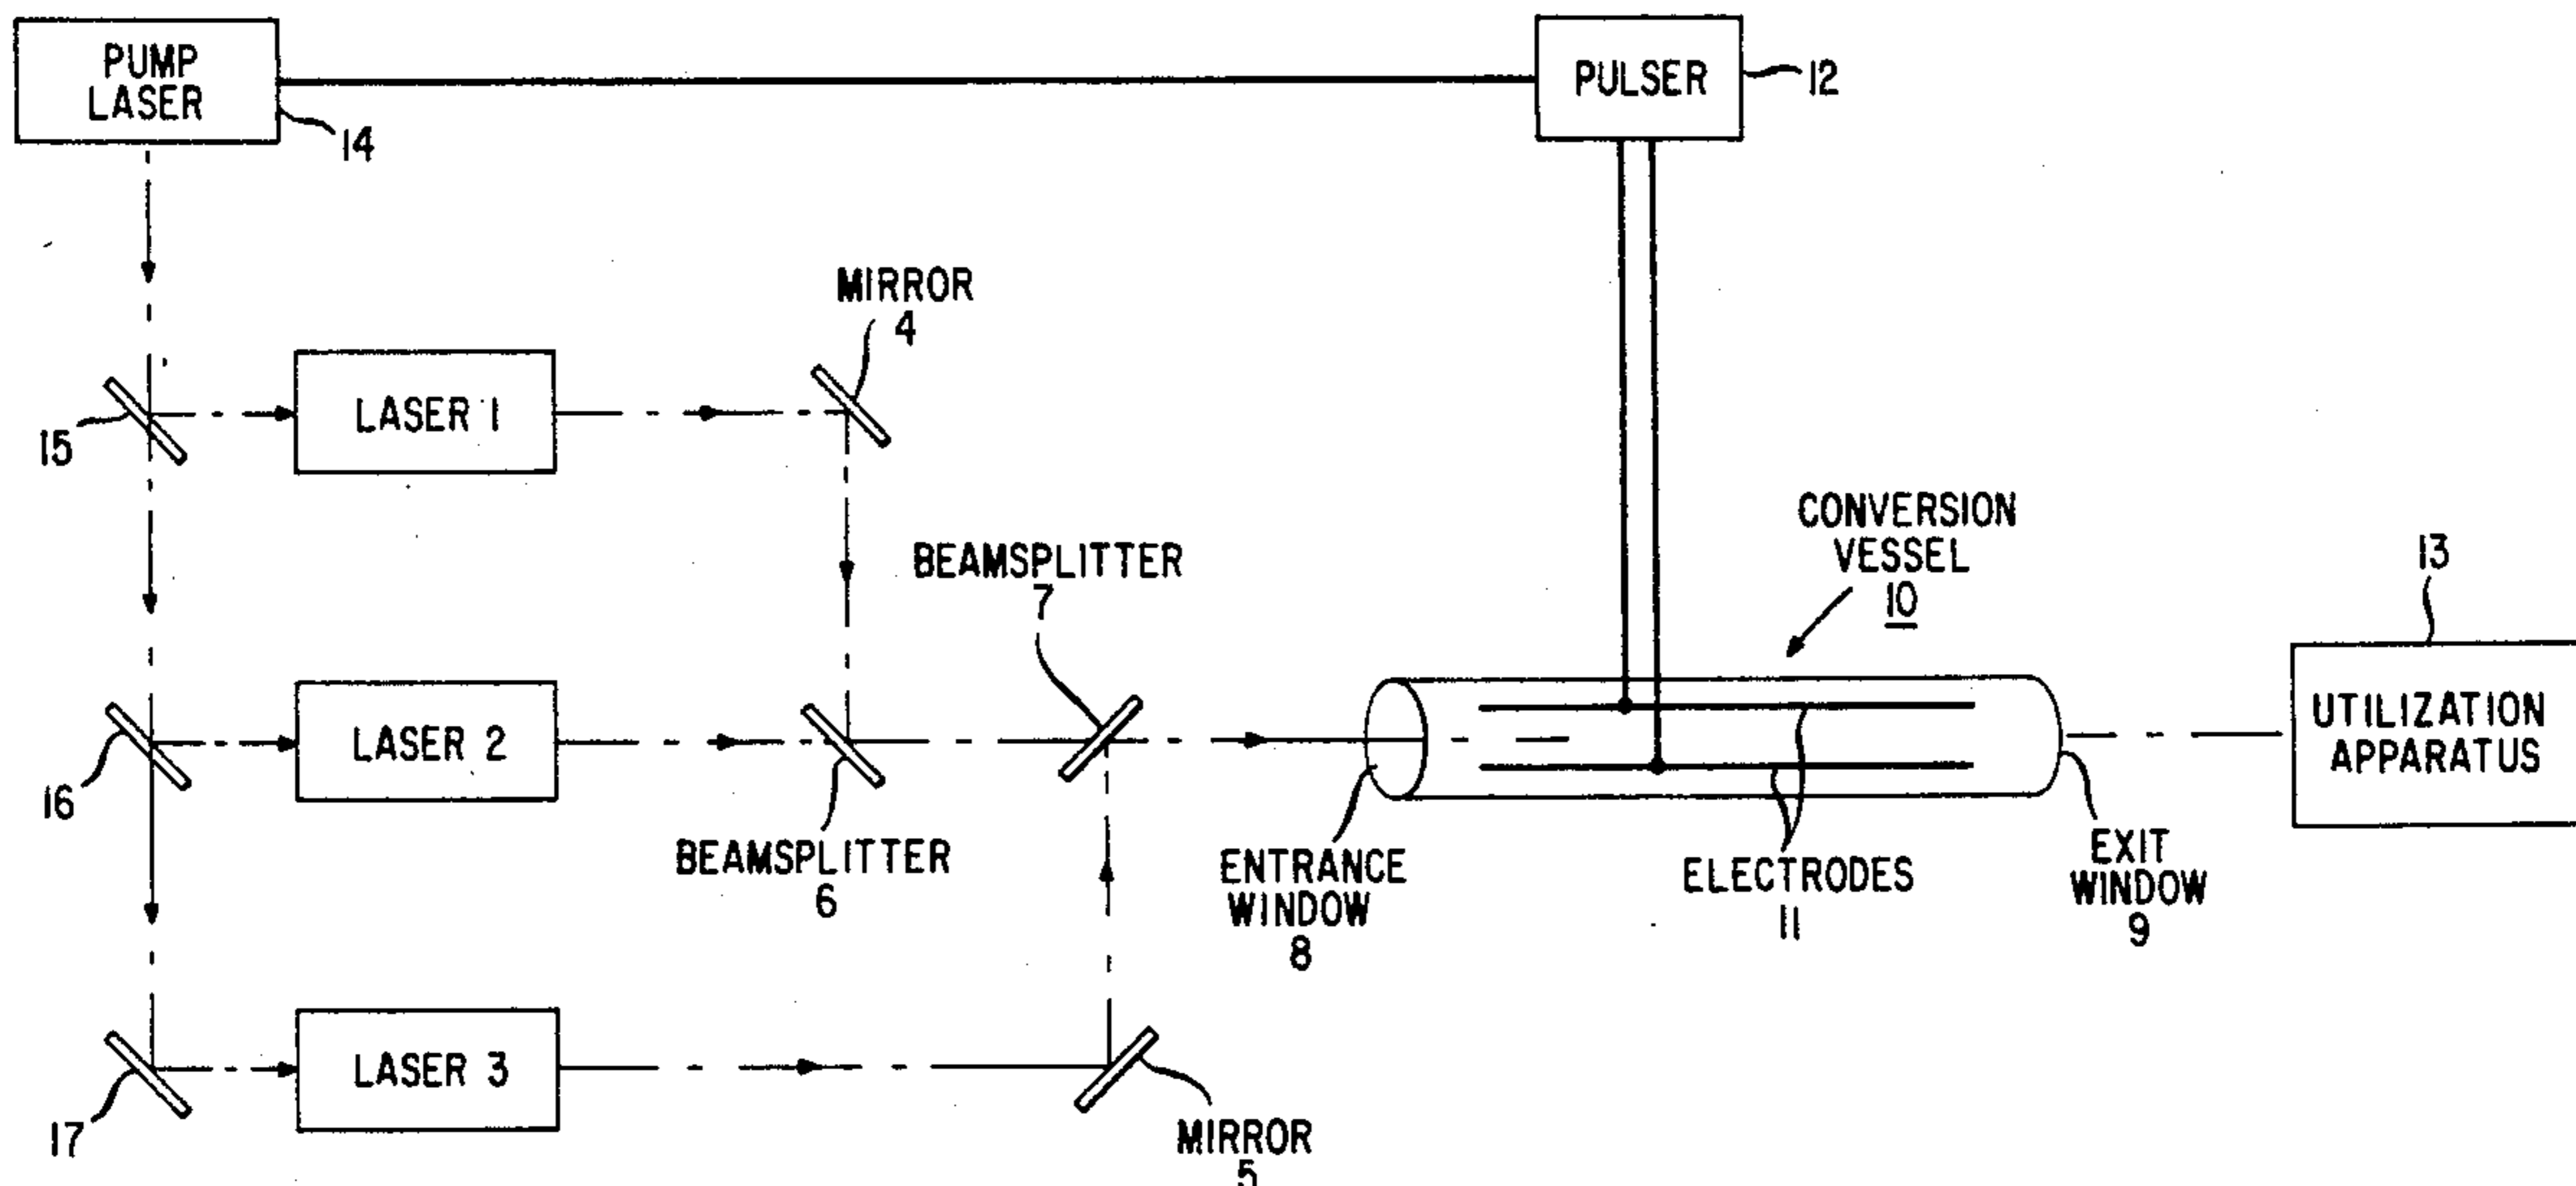 PUMP
LASER
14
PULSER
12
MIRROR
4
15
LASER 1
BEAMSPLITTER
7
CONVERSION
VESSEL
10
13
16
LASER 2
BEAMSPLITTER
6
ENTRANCE
WINDOW
8
ELECTRODES
11
EXIT
WINDOW
9
UTILIZATION
APPARATUS
17
LASER 3
MIRROR
5